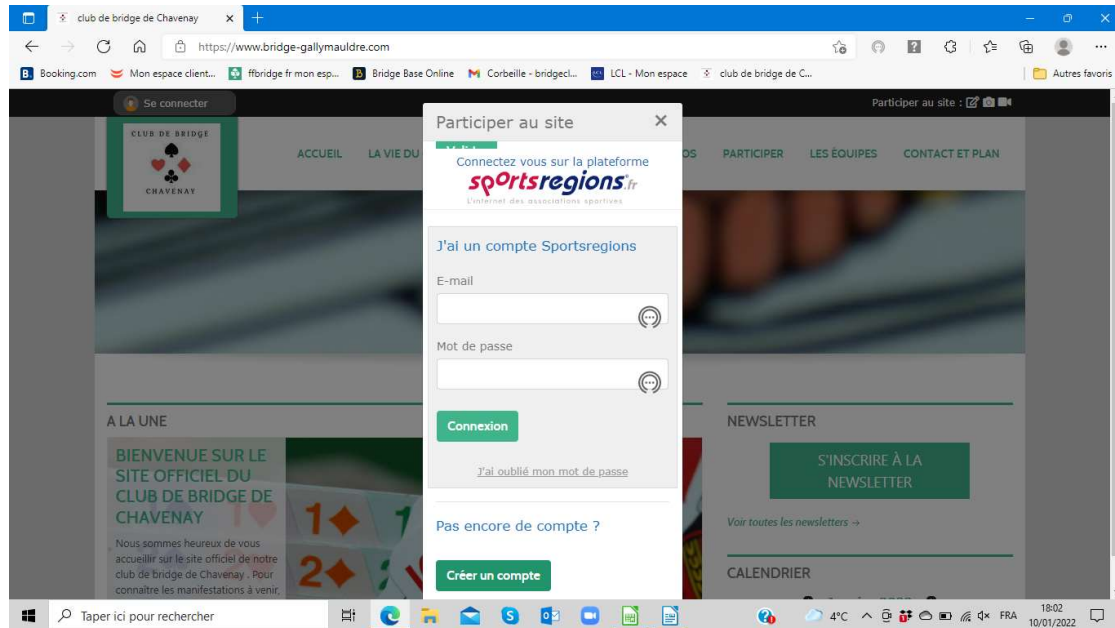 club de bridge de Chavenay
https://www.bridge-gallymauldre.com
Booking.com Mon espace client... ffbridge fr mon esp... Bridge Base Online Corbeille - bridgecl... LCL - Mon espace club de bridge de C... Autres favoris
Se connecter
Participer au site :
CLUB DE BRIDGE
CHAVENAY
ACCUEIL LA VIE DU OS PARTICIPER LES ÉQUIPES CONTACT ET PLAN
Participer au site
Connectez vous sur la plateforme
sportsregions.fr
L'internet des associations sportives
J'ai un compte Sportsregions
E-mail
Mot de passe
Connexion
J'ai oublié mon mot de passe
Pas encore de compte ?
Créer un compte
A LA UNE
BIENVENUE SUR LE
SITE OFFICIEL DU
CLUB DE BRIDGE DE
CHAVENAY
Nous sommes heureux de vous
accueillir sur le site officiel de notre
club de bridge de Chavenay . Pour
connaître les manifestations à venir,
1 1
2 2
NEWSLETTER
S'INSCRIRE À LA
NEWSLETTER
Voir toutes les newsletters →
CALENDRIER
Taper ici pour rechercher
4°C FRA 18:02
10/01/2022